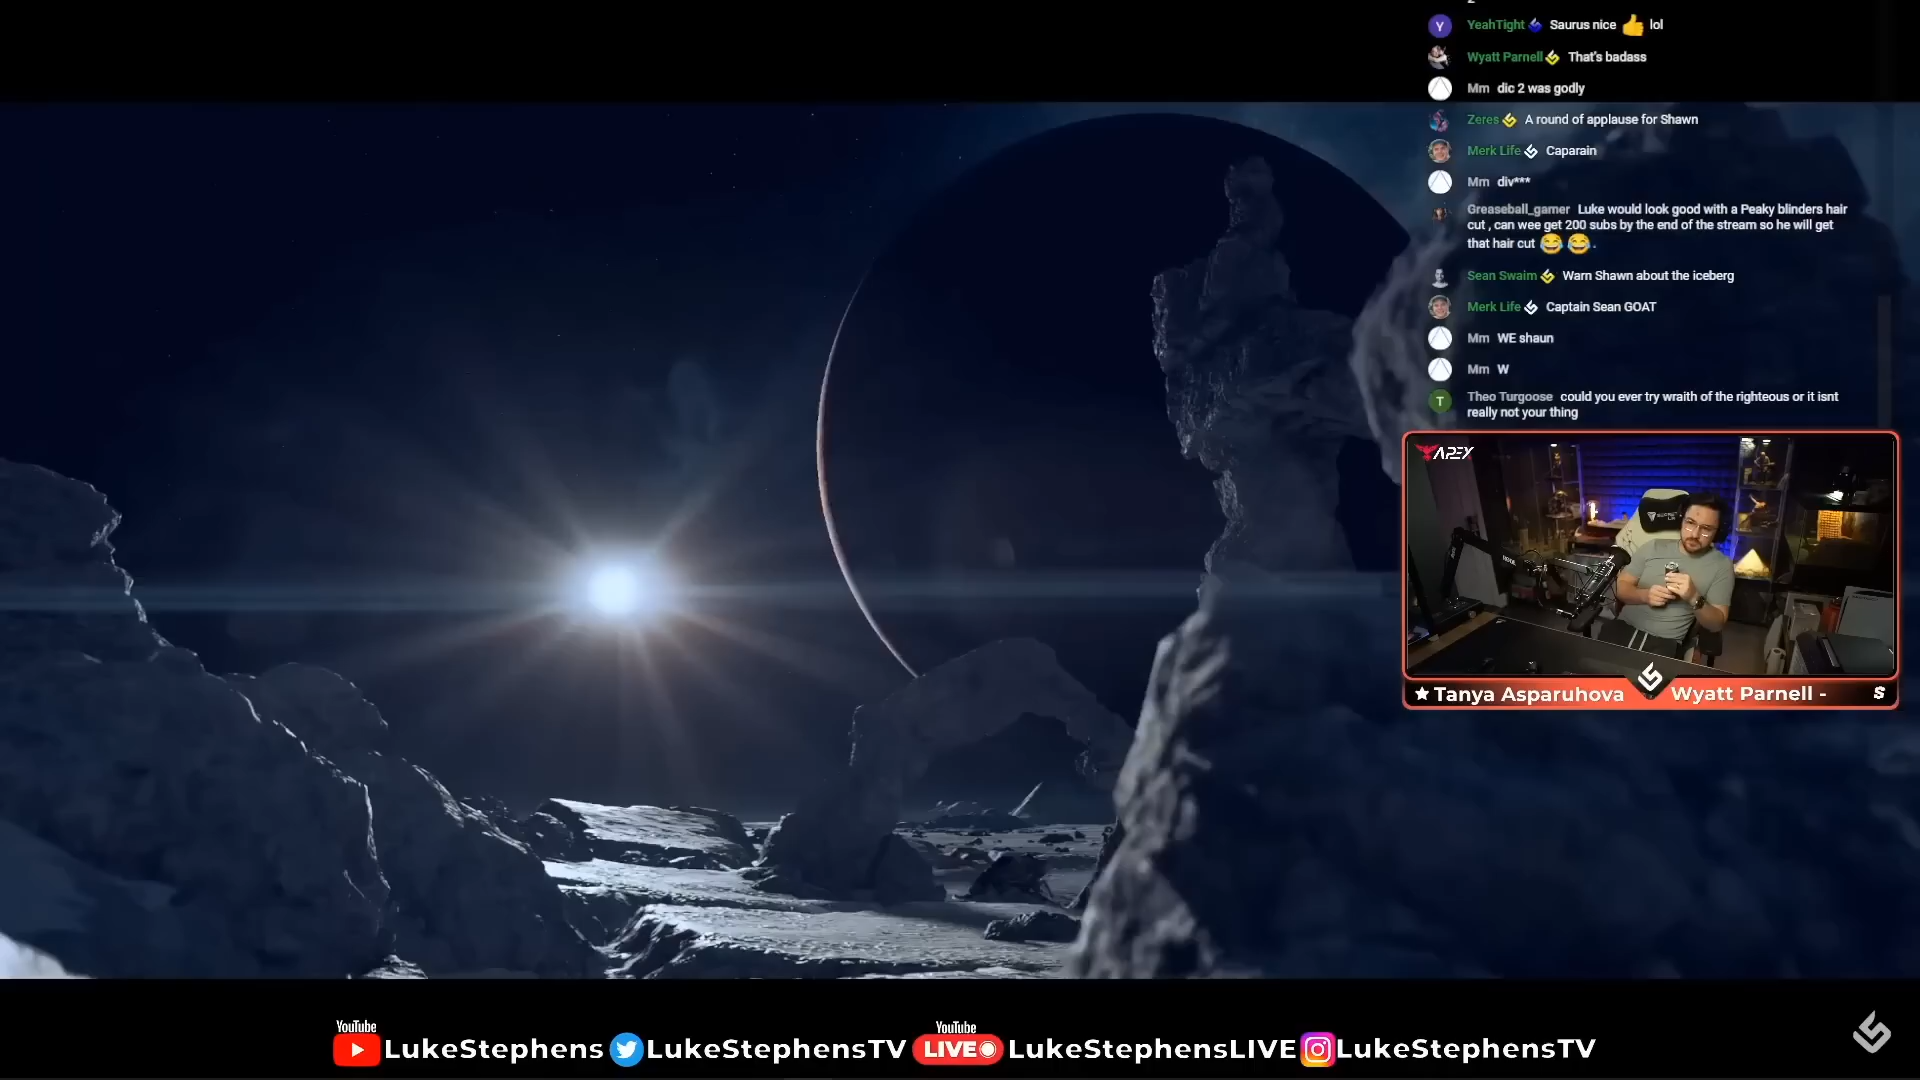 YeahTight Saurus nice 👍 lol
Wyatt Parnell That's badass
Mm dic 2 was godly
Zeres A round of applause for Shawn
Merk Life Caparain
Mm div***
Greaseball_gamer Luke would look good with a Peaky blinders hair
cut , can wee get 200 subs by the end of the stream so he will get
that hair cut 😂 😂 .
Sean Swaim Warn Shawn about the iceberg
Merk Life Captain Sean GOAT
Mm WE shaun
Mm W
T Theo Turgoose could you ever try wraith of the righteous or it isnt
really not your thing
APEX
Tanya Asparuhova Wyatt Parnell - $
YouTube LukeStephens LukeStephensTV YouTube LIVE LukeStephensLIVE LukeStephensTV